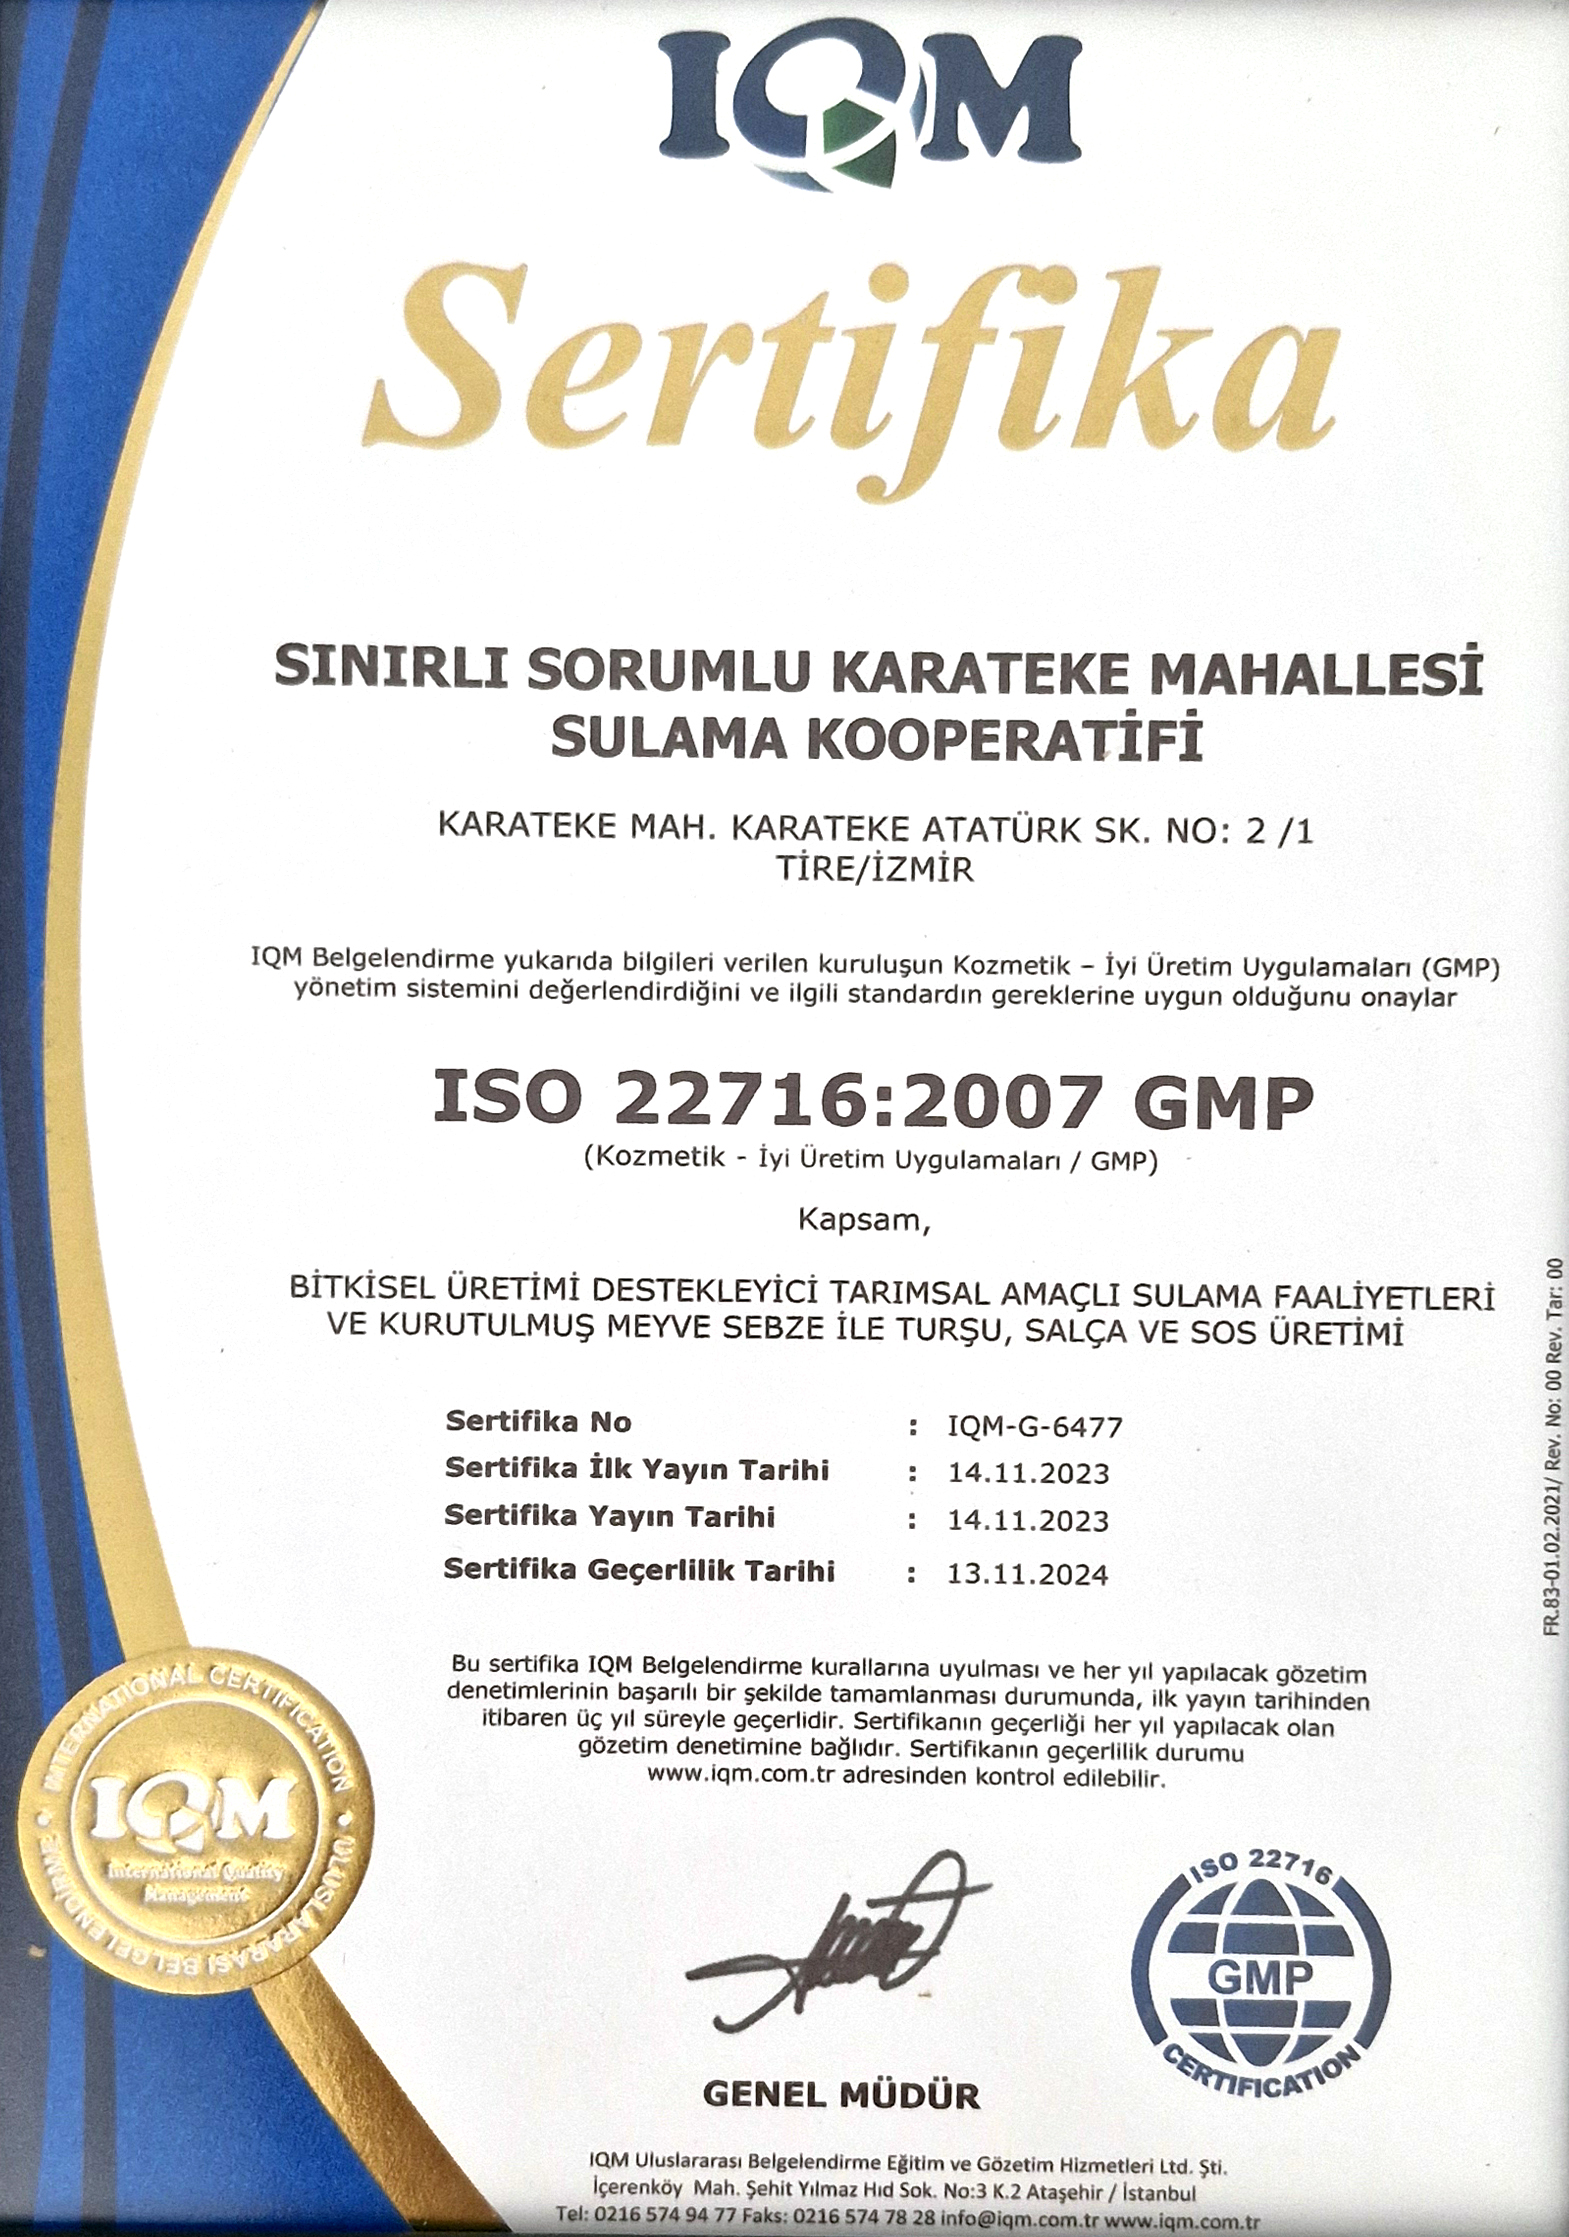 IQM
Sertifika
SINIRLI SORUMLU KARATEKE MAHALLESİ
SULAMA KOOPERATİFİ
KARATEKE MAH. KARATEKE ATATÜRK SK. NO: 2 /1
TİRE/İZMİR
IQM Belgelendirme yukarıda bilgileri verilen kuruluşun Kozmetik – İyi Üretim Uygulamaları (GMP)
yönetim sistemini değerlendirdiğini ve ilgili standardın gereklerine uygun olduğunu onaylar
ISO 22716:2007 GMP
(Kozmetik - İyi Üretim Uygulamaları / GMP)
Kapsam,
BİTKİSEL ÜRETİMİ DESTEKLEYİCİ TARIMSAL AMAÇLI SULAMA FAALİYETLERİ
VE KURUTULMUŞ MEYVE SEBZE İLE TURŞU, SALÇA VE SOS ÜRETİMİ
Sertifika No : IQM-G-6477
Sertifika İlk Yayın Tarihi : 14.11.2023
Sertifika Yayın Tarihi : 14.11.2023
Sertifika Geçerlilik Tarihi : 13.11.2024
FR.83-01.02.2021/ Rev. No: 00 Rev. Tar: 00
Bu sertifika IQM Belgelendirme kurallarına uyulması ve her yıl yapılacak gözetim
denetimlerinin başarılı bir şekilde tamamlanması durumunda, ilk yayın tarihinden
itibaren üç yıl süreyle geçerlidir. Sertifikanın geçerliği her yıl yapılacak olan
gözetim denetimine bağlıdır. Sertifikanın geçerlilik durumu
www.iqm.com.tr adresinden kontrol edilebilir.
INTERNATIONAL CERTIFICATION
IQM
International Quality
Management
ULUSLARARASI BELGELENDİRME
ISO 22716
GMP
CERTIFICATION
GENEL MÜDÜR
IQM Uluslararası Belgelendirme Eğitim ve Gözetim Hizmetleri Ltd. Şti.
İçerenköy Mah. Şehit Yılmaz Hıd Sok. No:3 K.2 Ataşehir / İstanbul
Tel: 0216 574 94 77 Faks: 0216 574 78 28 info@iqm.com.tr www.iqm.com.tr